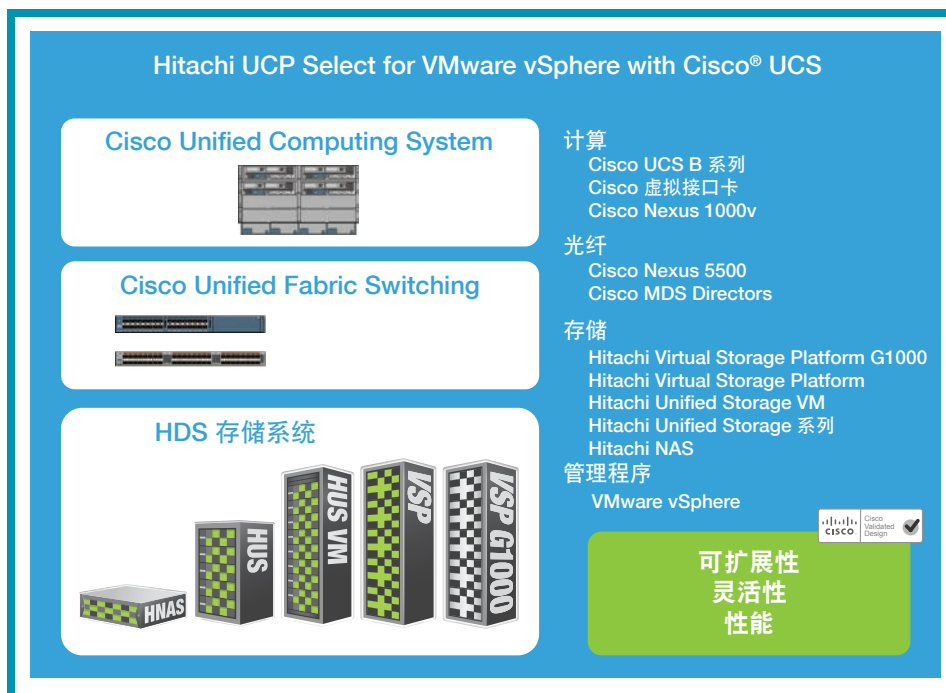 Hitachi UCP Select for VMware vSphere with Cisco® UCS
Cisco Unified Computing System
Cisco Unified Fabric Switching
HDS 存储系统
HNAS
HUS
HUS VM
VSP
VSP G1000
计算
Cisco UCS B 系列
Cisco 虚拟接口卡
Cisco Nexus 1000v
光纤
Cisco Nexus 5500
Cisco MDS Directors
存储
Hitachi Virtual Storage Platform G1000
Hitachi Virtual Storage Platform
Hitachi Unified Storage VM
Hitachi Unified Storage 系列
Hitachi NAS
管理程序
VMware vSphere
CISCO
Cisco
Validated
Design
可扩展性
灵活性
性能